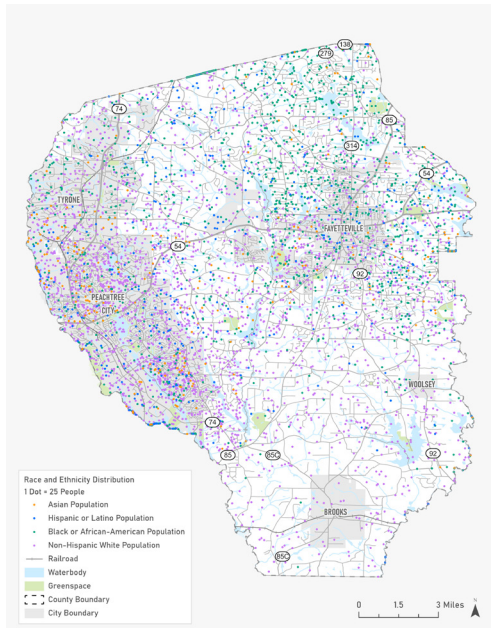 138
279
74
85
314
54
TYRONE
FAYETTEVILLE
54
92
PEACHTREE
CITY
WOOLSEY
74
85
85C
92
BROOKS
85C
Race and Ethnicity Distribution
1 Dot = 25 People
Asian Population
Hispanic or Latino Population
Black or African-American Population
Non-Hispanic White Population
Railroad
Waterbody
Greenspace
County Boundary
City Boundary
0 1.5 3 Miles
N